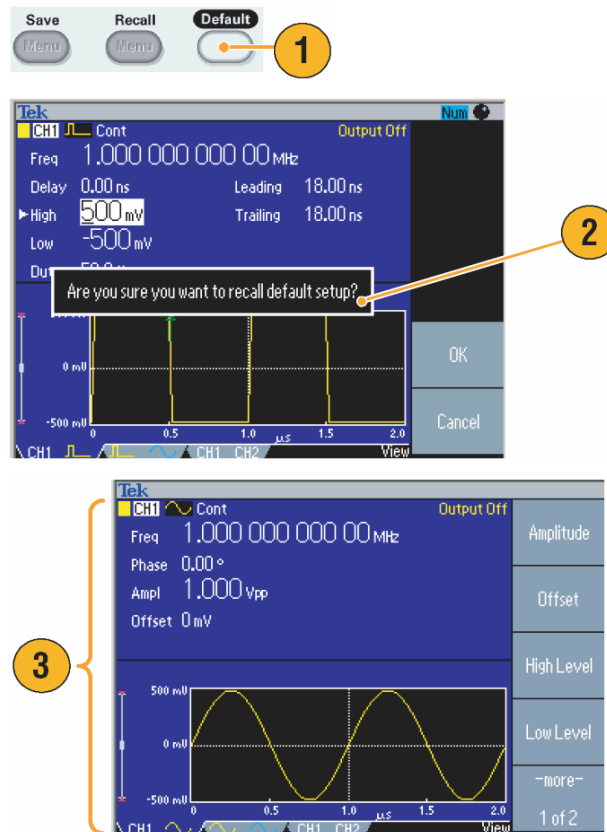 Save Recall Default
Menu Menu
1
Tek Num
CH1 Cont Output Off
Freq 1.000 000 000 00 MHz
Delay 0.00 ns Leading 18.00 ns
High 500 mV Trailing 18.00 ns
Low -500 mV
2
Are you sure you want to recall default setup?
0 mV
OK
-500 mV
0 0.5 1.0 µs 1.5 2.0
Cancel
CH1 CH1 CH2 View
Tek
CH1 Cont Output Off
Freq 1.000 000 000 00 MHz
Amplitude
Phase 0.00 °
Ampl 1.000 Vpp
Offset 0 mV
Offset
3
High Level
500 mV
0 mV
Low Level
-500 mV
0 0.5 1.0 µs 1.5 2.0
-more-
1 of 2
CH1 CH1 CH2 View